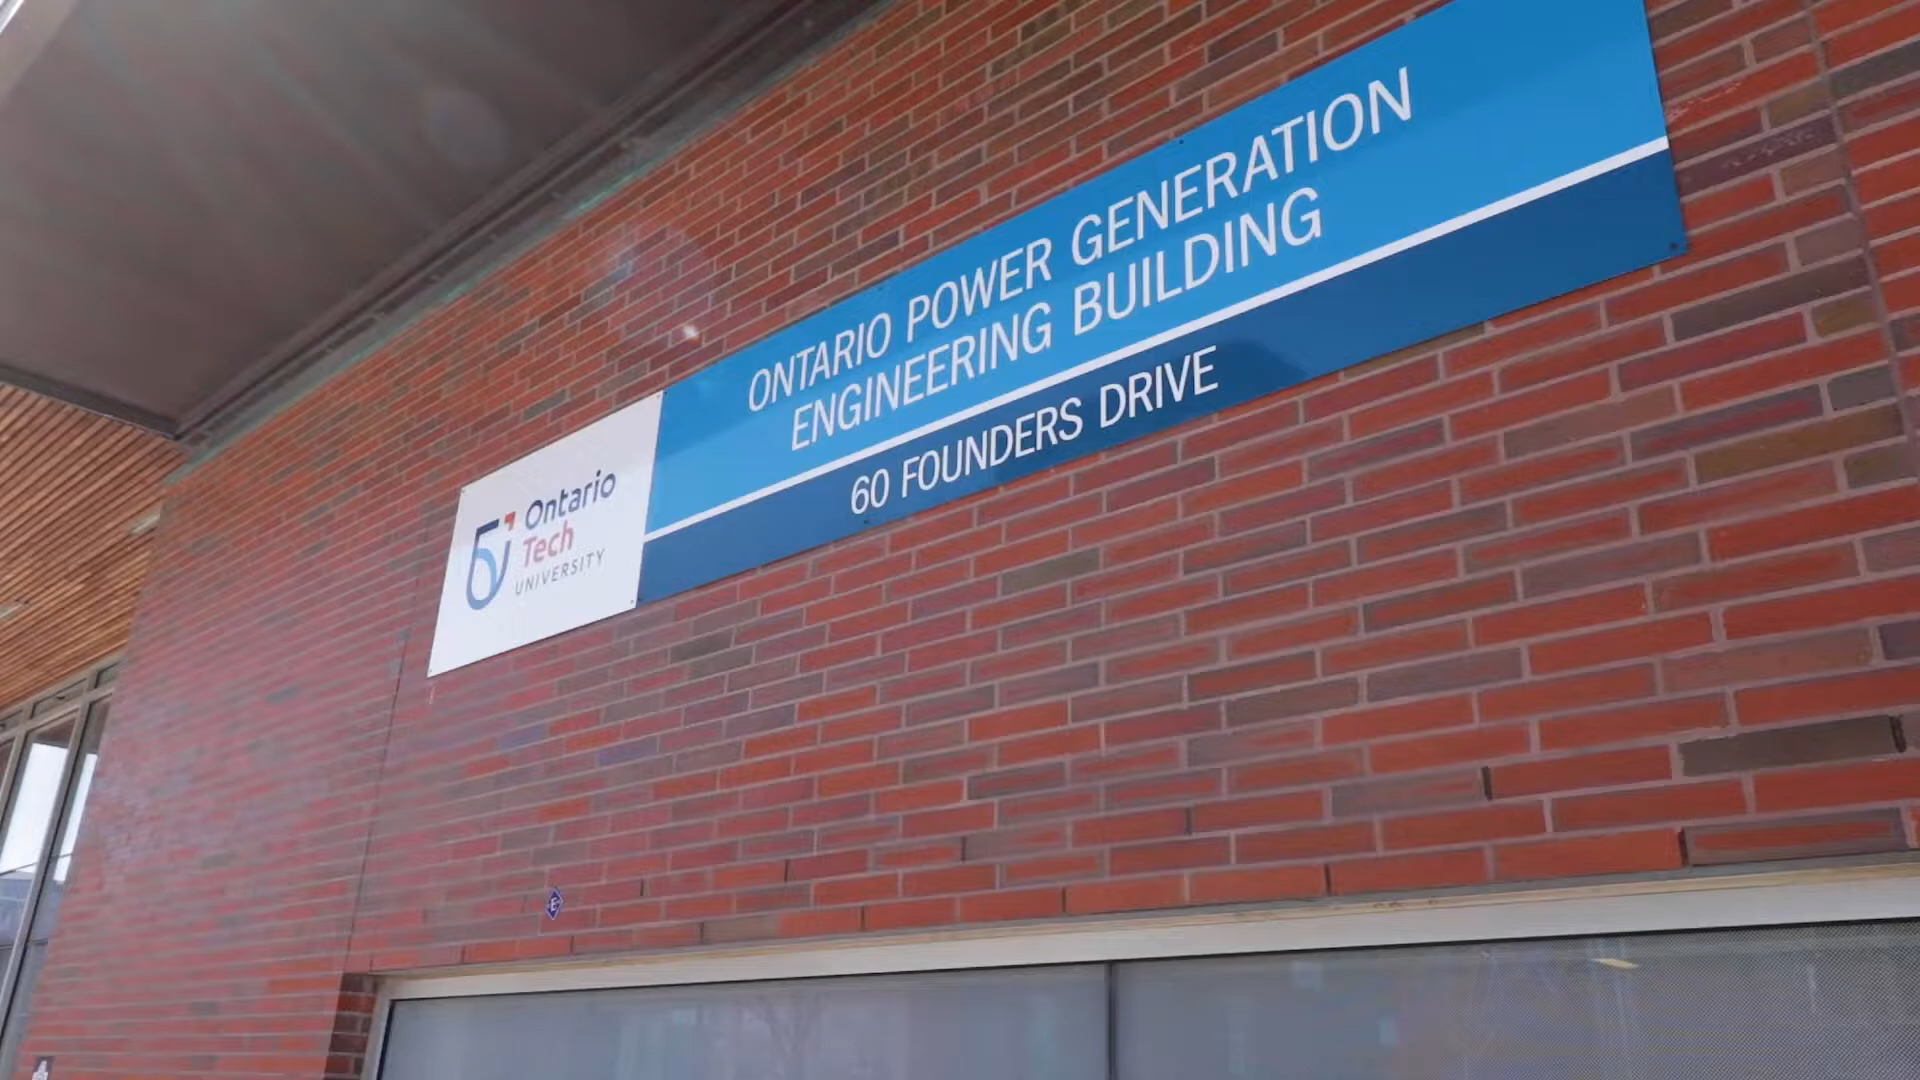 ONTARIO POWER GENERATION
ENGINEERING BUILDING
60 FOUNDERS DRIVE
Ontario
Tech
UNIVERSITY
E